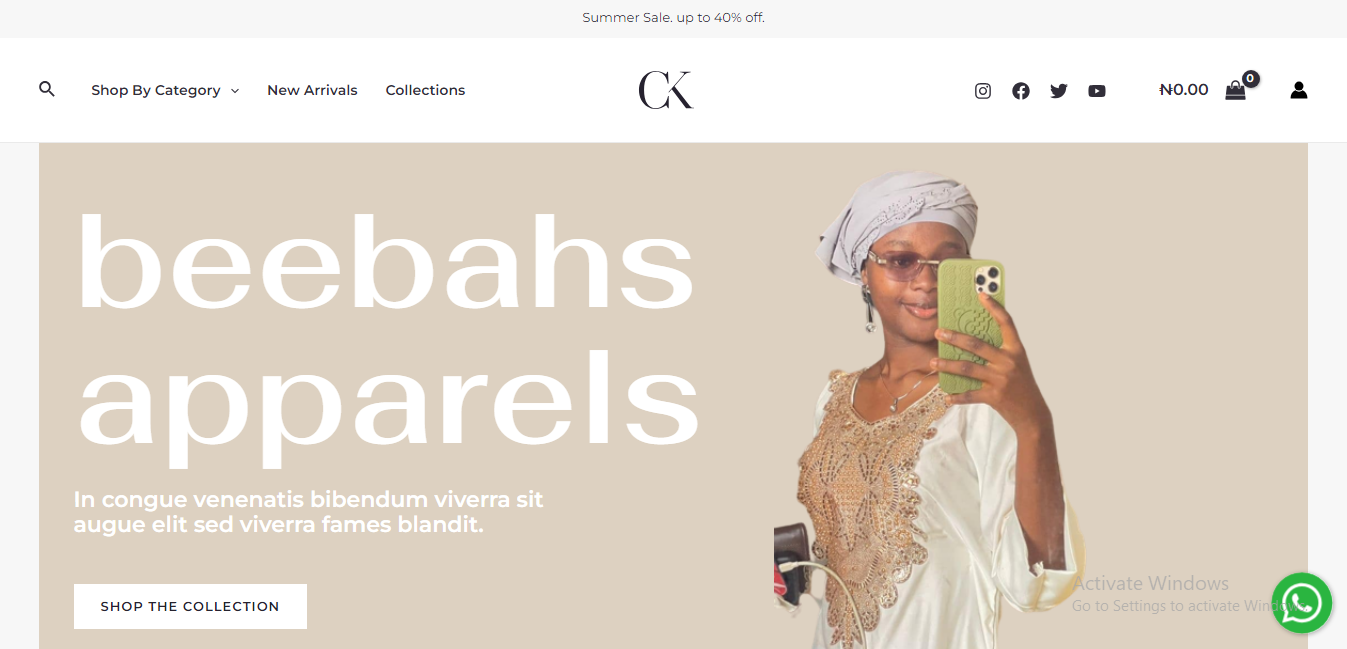 Summer Sale. up to 40% off.
Shop By Category
New Arrivals
Collections
CK
₦0.00
0
beebahs
apparels
In congue venenatis bibendum viverra sit
augue elit sed viverra fames blandit.
SHOP THE COLLECTION
Activate Windows
Go to Settings to activate Windows.